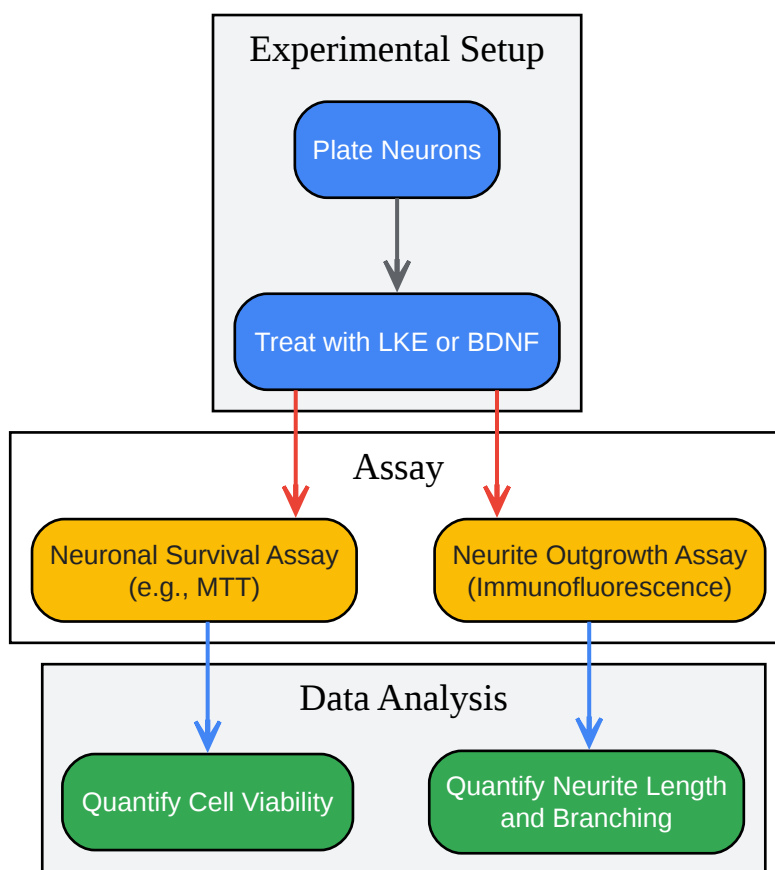 Experimental Setup
Plate Neurons
Treat with LKE or BDNF
Assay
Neuronal Survival Assay
(e.g., MTT)
Neurite Outgrowth Assay
(Immunofluorescence)
Data Analysis
Quantify Cell Viability
Quantify Neurite Length
and Branching